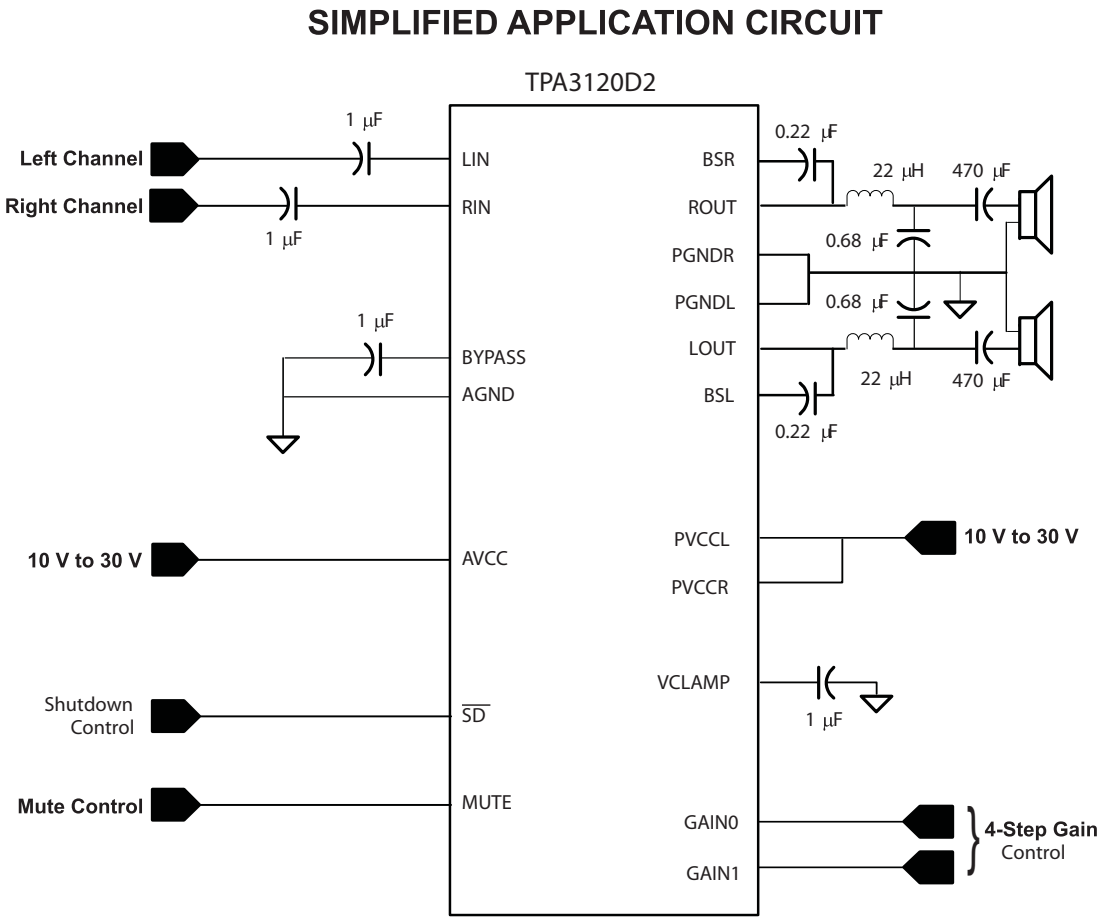 SIMPLIFIED APPLICATION CIRCUIT
TPA3120D2
1 μF
Left Channel
LIN
Right Channel
RIN
1 μF
1 μF
BYPASS
AGND
10 V to 30 V
AVCC
Shutdown
Control
SD
Mute Control
MUTE
0.22 μF
BSR
22 μH
470 μF
ROUT
0.68 μF
PGNDR
PGNDL
0.68 μF
LOUT
22 μH
470 μF
BSL
0.22 μF
PVCCL
10 V to 30 V
PVCCR
VCLAMP
1 μF
GAIN0
4-Step Gain
Control
GAIN1